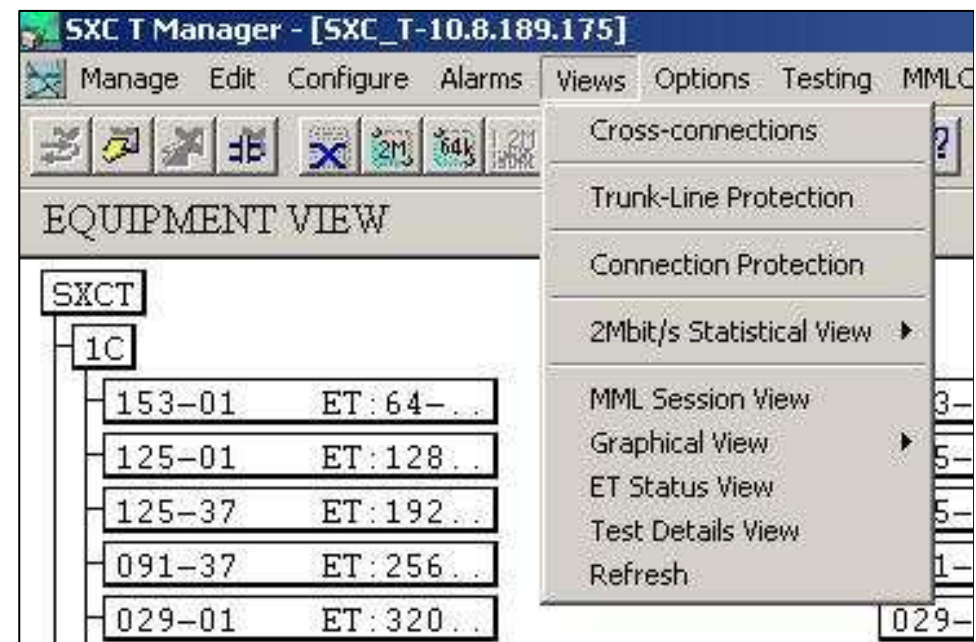 SXC T Manager - [SXC_T-10.8.189.175]
Manage Edit Configure Alarms Views Options Testing
2M 64k 2M
EQUIPMENT VIEW
Cross-connections
Trunk-Line Protection
Connection Protection
2Mbit/s Statistical View
MML Session View
Graphical View
ET Status View
Test Details View
Refresh
SXCT
1C
153-01 ET:64-..
125-01 ET:128..
125-37 ET:192..
091-37 ET:256..
029-01 ET:320..
029-